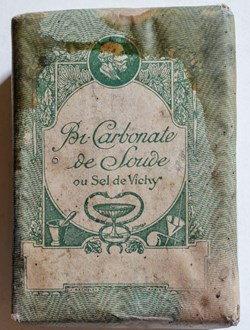 Bi-Carbonate
de Soude
ou Sel de Vichy